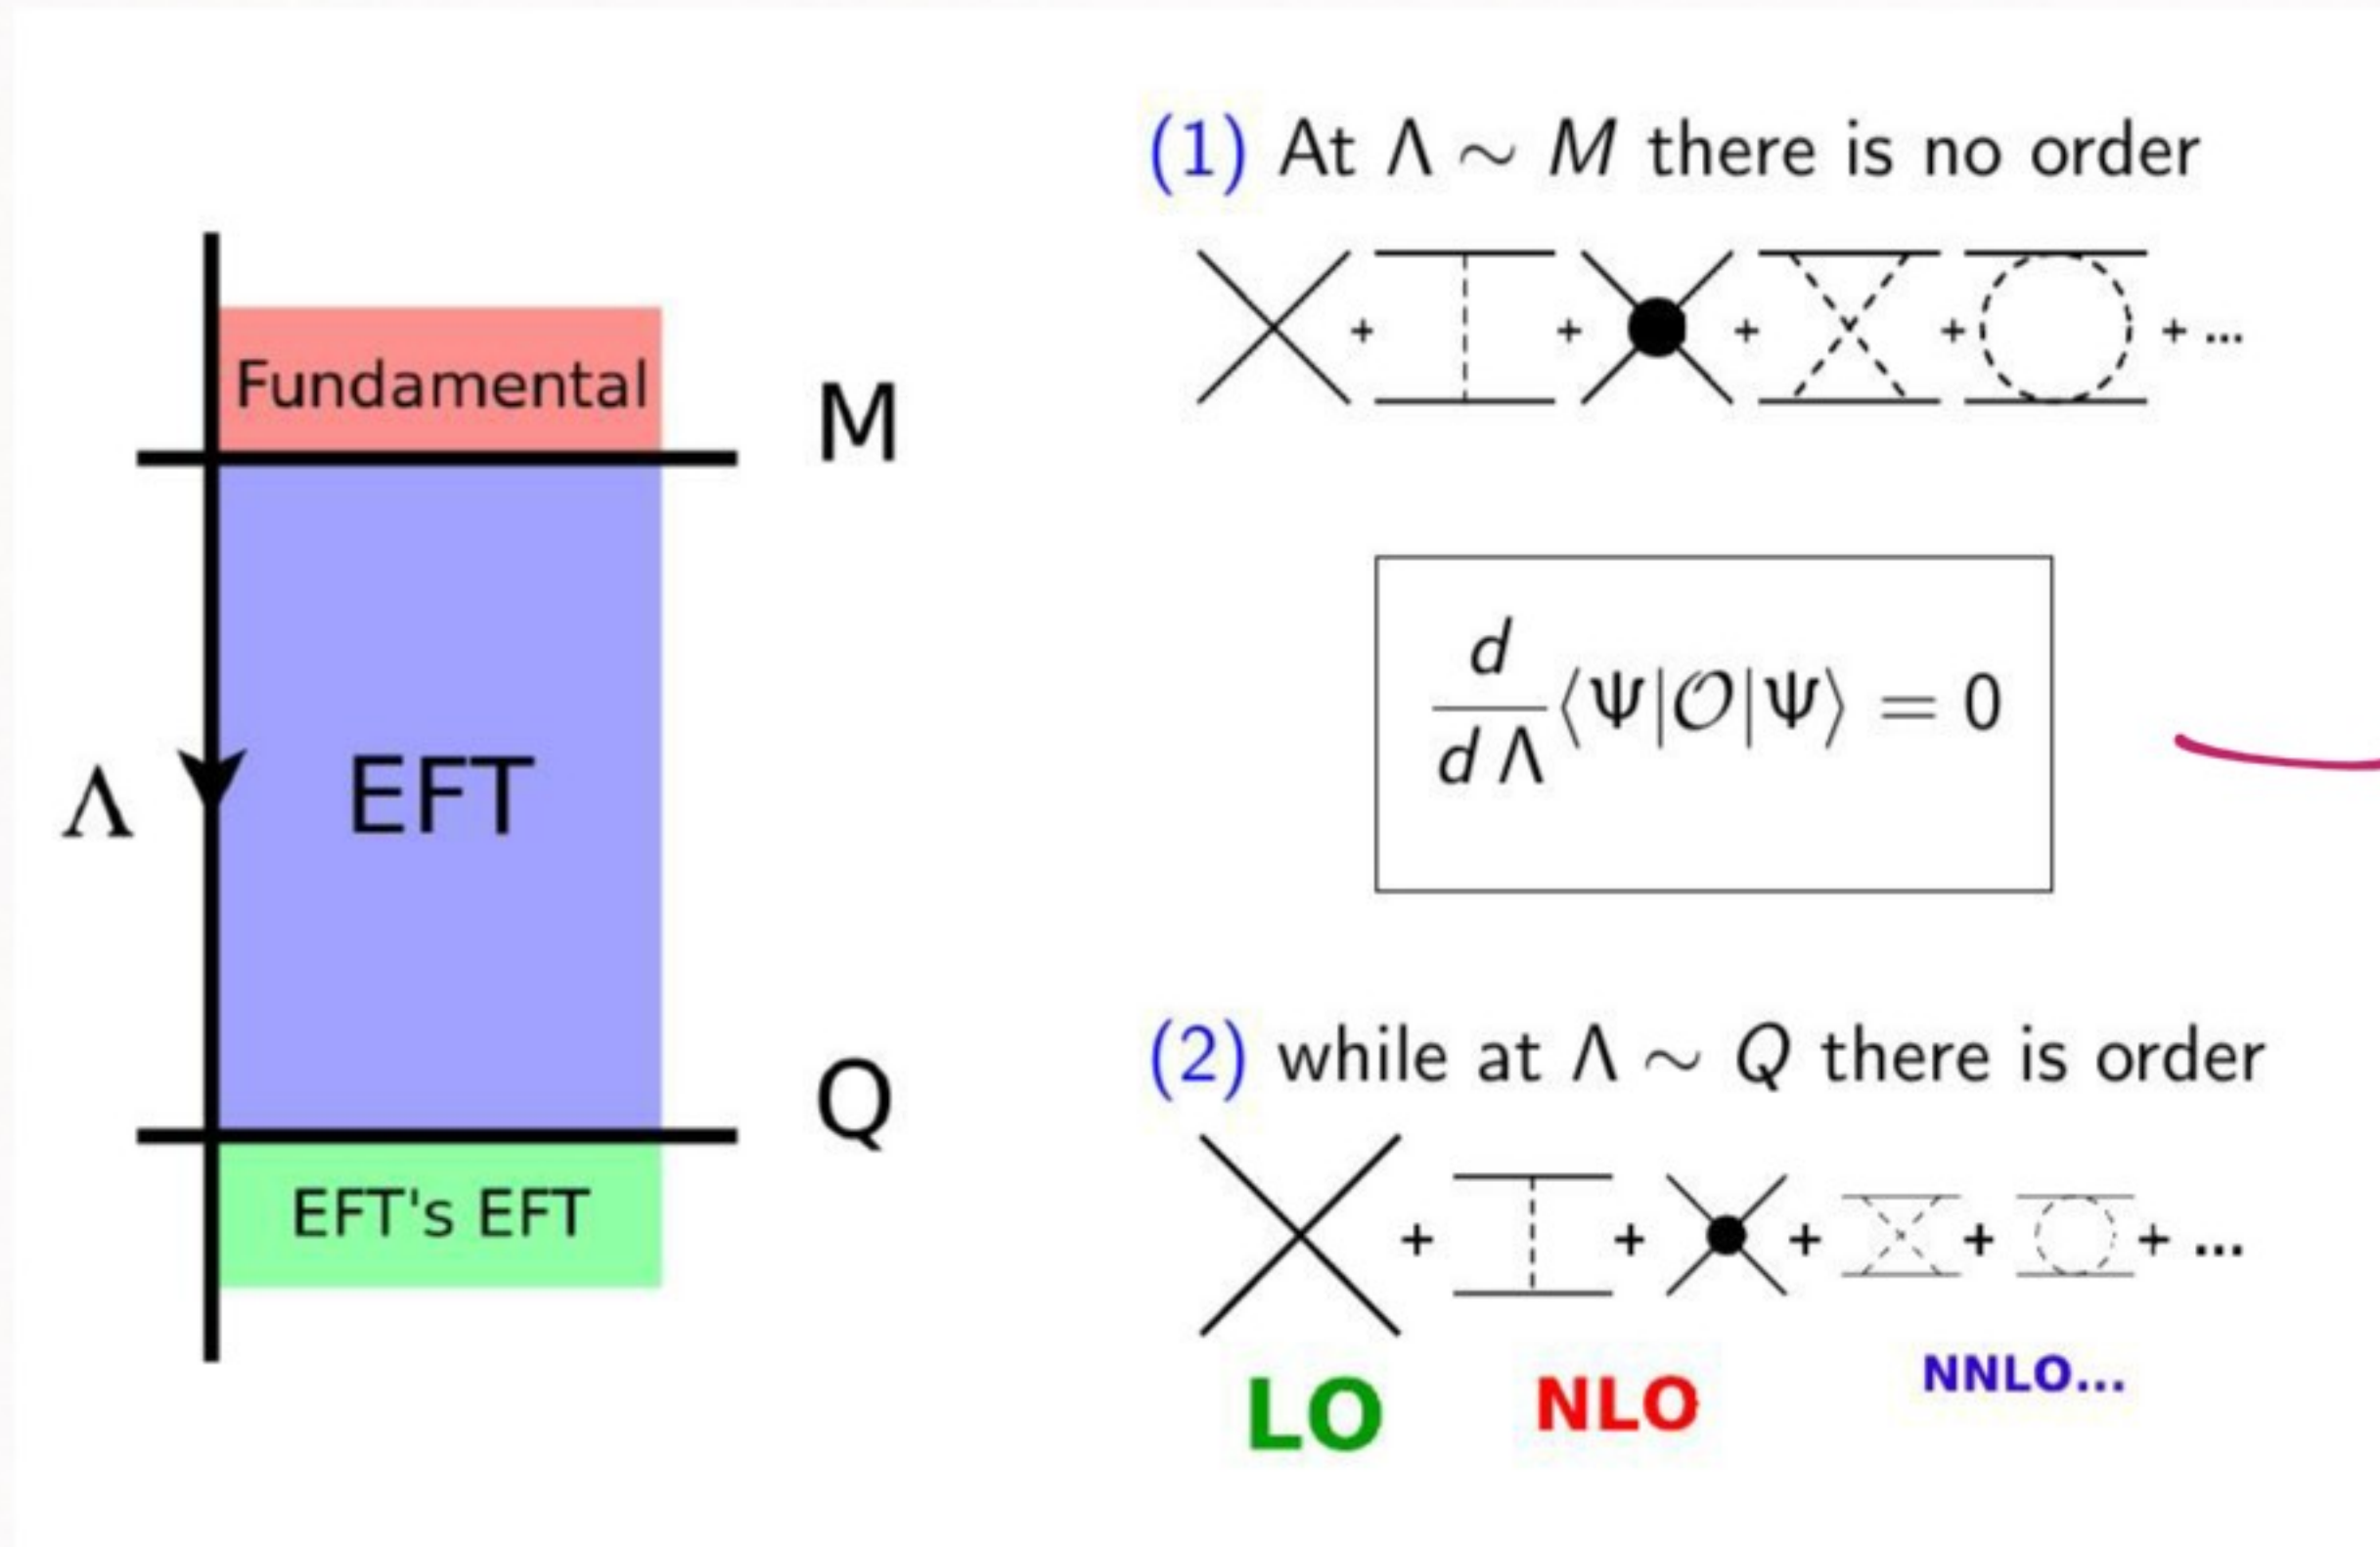 Fundamental
M
Λ
EFT
Q
EFT's EFT
(1) At Λ ~ M there is no order
+ + + + + ...
d/dΛ ⟨Ψ|𝒪|Ψ⟩ = 0
(2) while at Λ ~ Q there is order
+ + + + + ...
LO NLO NNLO...